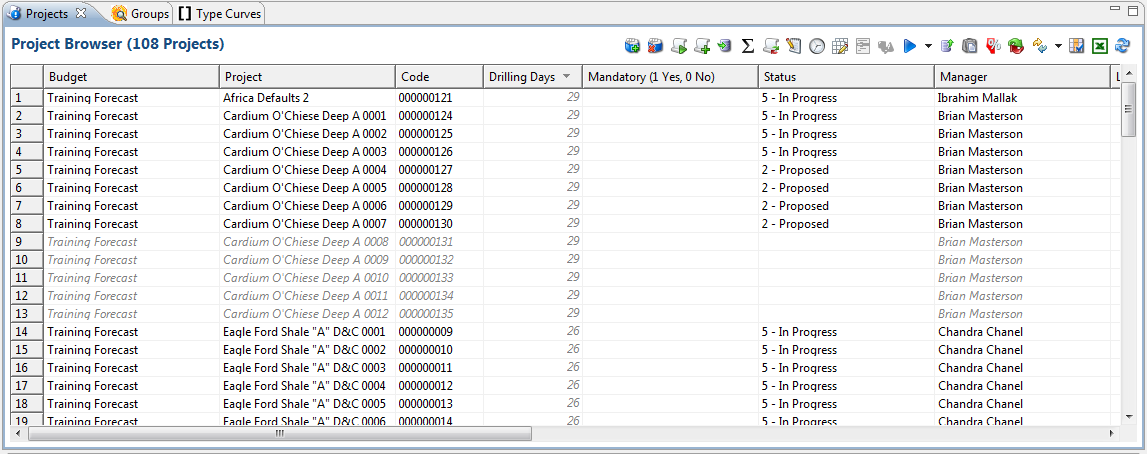 Projects Groups Type Curves
Project Browser (108 Projects)
Budget Project Code Drilling Days Mandatory (1 Yes, 0 No) Status Manager
1 Training Forecast Africa Defaults 2 000000121 29 5 - In Progress Ibrahim Mallak
2 Training Forecast Cardium O'Chiese Deep A 0001 000000124 29 5 - In Progress Brian Masterson
3 Training Forecast Cardium O'Chiese Deep A 0002 000000125 29 5 - In Progress Brian Masterson
4 Training Forecast Cardium O'Chiese Deep A 0003 000000126 29 5 - In Progress Brian Masterson
5 Training Forecast Cardium O'Chiese Deep A 0004 000000127 29 2 - Proposed Brian Masterson
6 Training Forecast Cardium O'Chiese Deep A 0005 000000128 29 2 - Proposed Brian Masterson
7 Training Forecast Cardium O'Chiese Deep A 0006 000000129 29 2 - Proposed Brian Masterson
8 Training Forecast Cardium O'Chiese Deep A 0007 000000130 29 2 - Proposed Brian Masterson
9 Training Forecast Cardium O'Chiese Deep A 0008 000000131 29 Brian Masterson
10 Training Forecast Cardium O'Chiese Deep A 0009 000000132 29 Brian Masterson
11 Training Forecast Cardium O'Chiese Deep A 0010 000000133 29 Brian Masterson
12 Training Forecast Cardium O'Chiese Deep A 0011 000000134 29 Brian Masterson
13 Training Forecast Cardium O'Chiese Deep A 0012 000000135 29 Brian Masterson
14 Training Forecast Eagle Ford Shale "A" D&C 0001 000000009 26 5 - In Progress Chandra Chanel
15 Training Forecast Eagle Ford Shale "A" D&C 0002 000000010 26 5 - In Progress Chandra Chanel
16 Training Forecast Eagle Ford Shale "A" D&C 0003 000000011 26 5 - In Progress Chandra Chanel
17 Training Forecast Eagle Ford Shale "A" D&C 0004 000000012 26 5 - In Progress Chandra Chanel
18 Training Forecast Eagle Ford Shale "A" D&C 0005 000000013 26 5 - In Progress Chandra Chanel
19 Training Forecast Eagle Ford Shale "A" D&C 0006 000000014 26 5 - In Progress Chandra Chanel